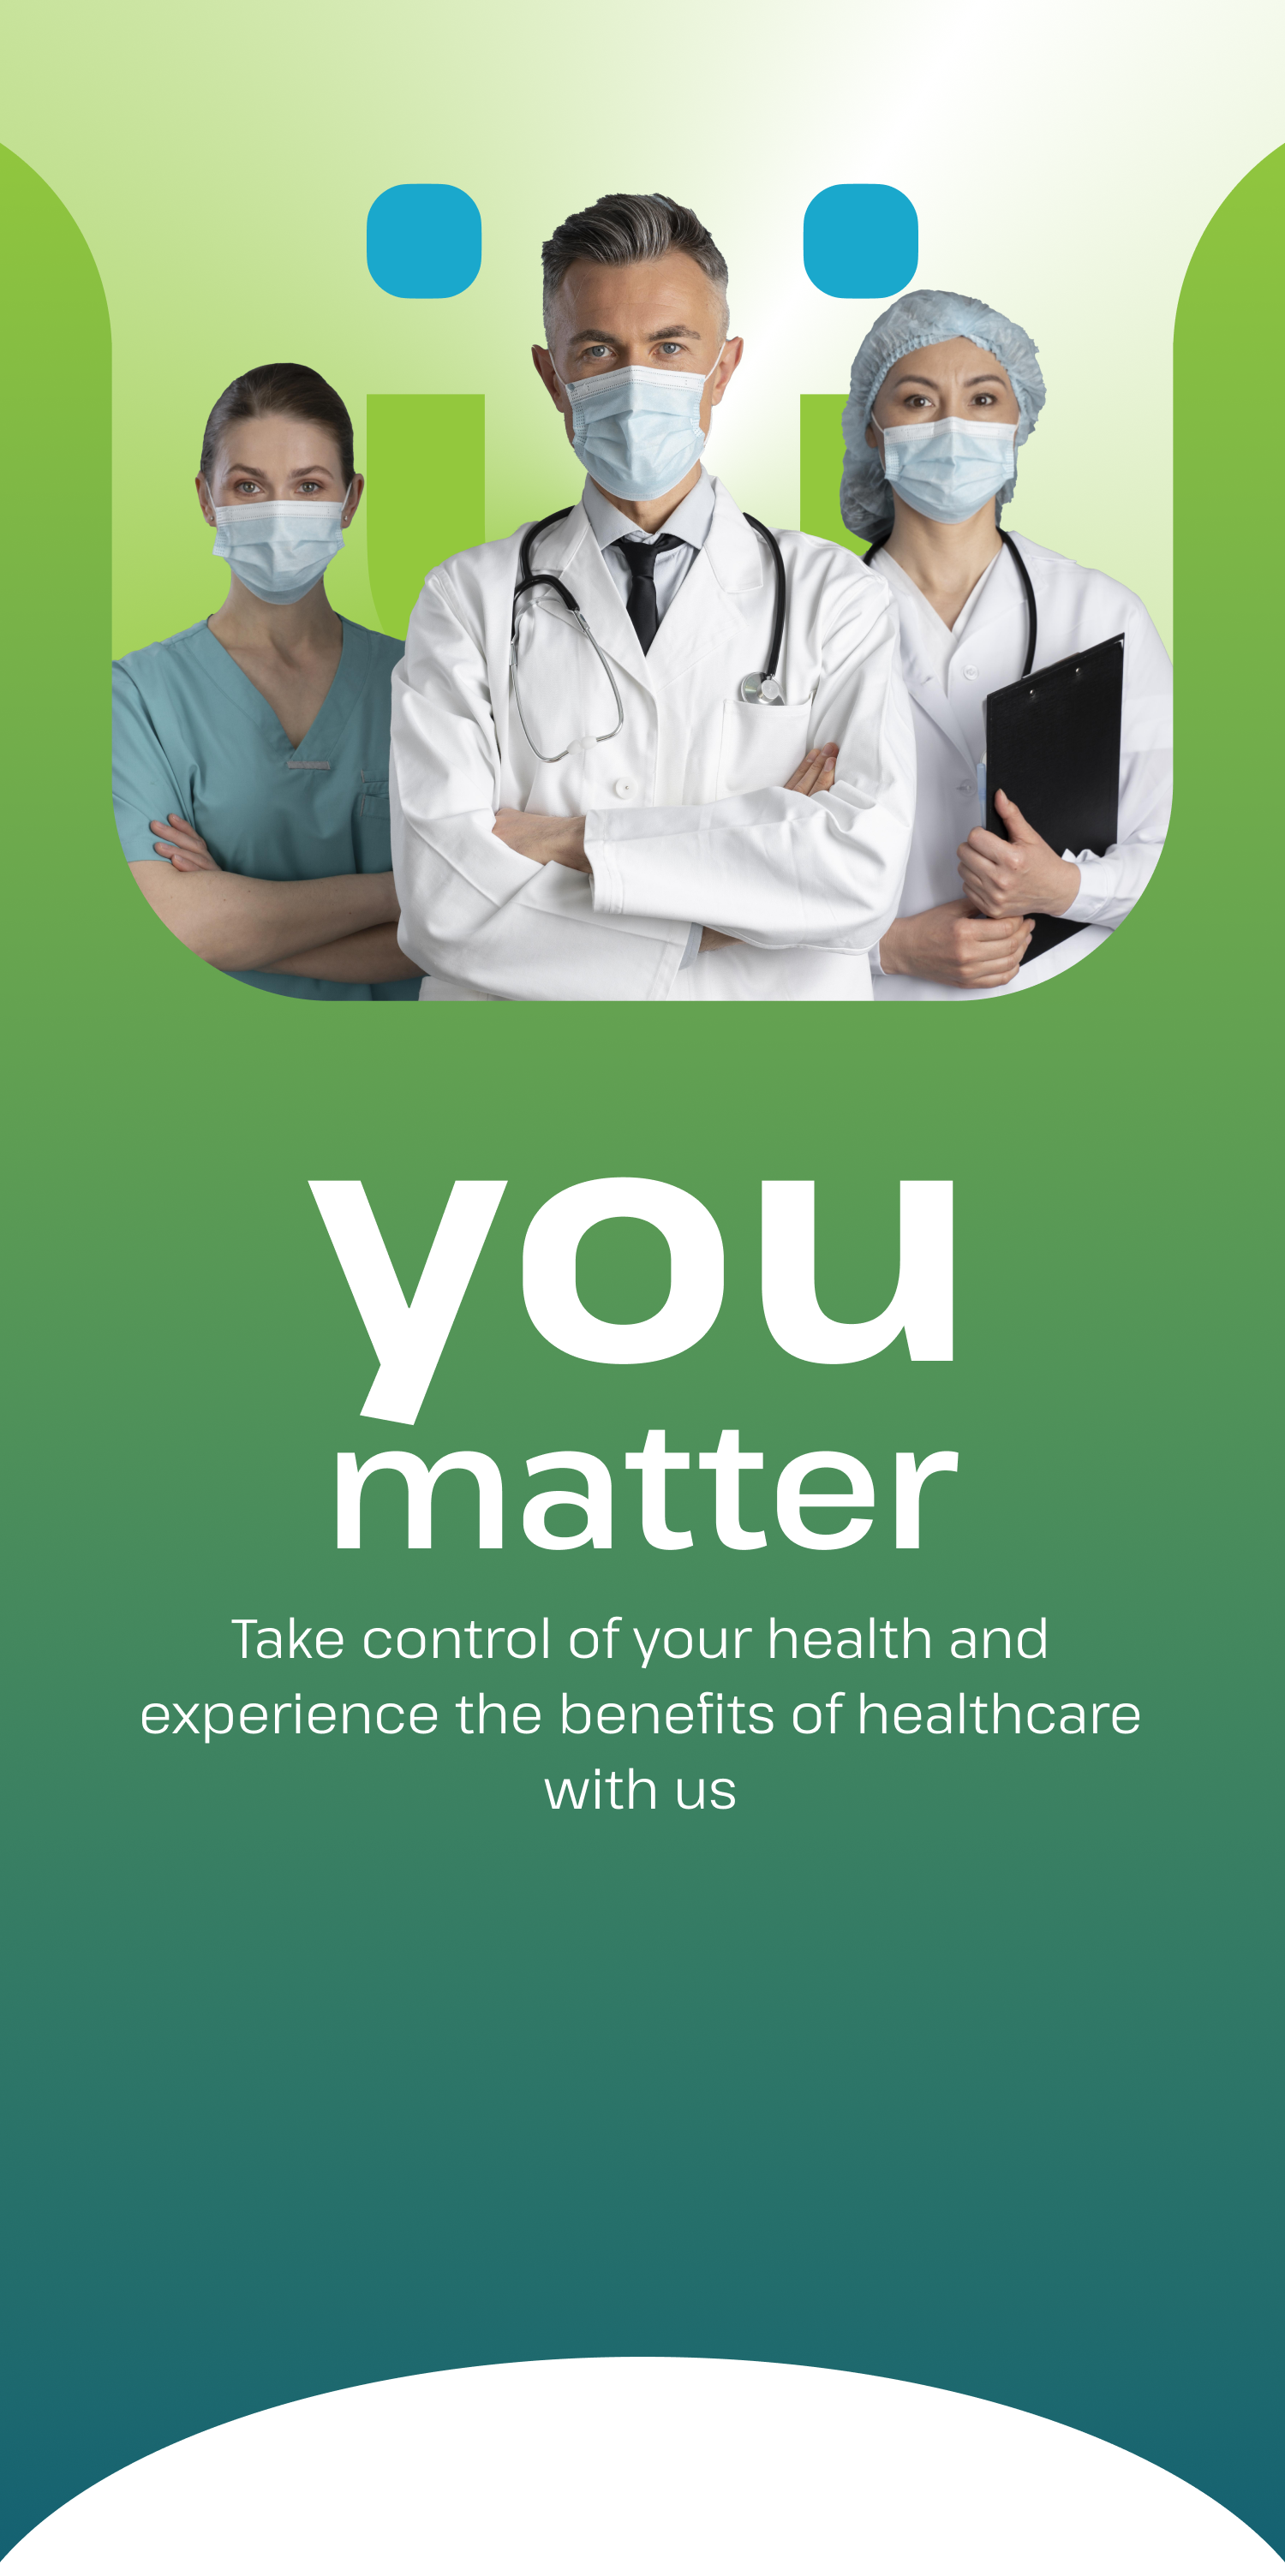 you
matter
Take control of your health and
experience the benefits of healthcare
with us